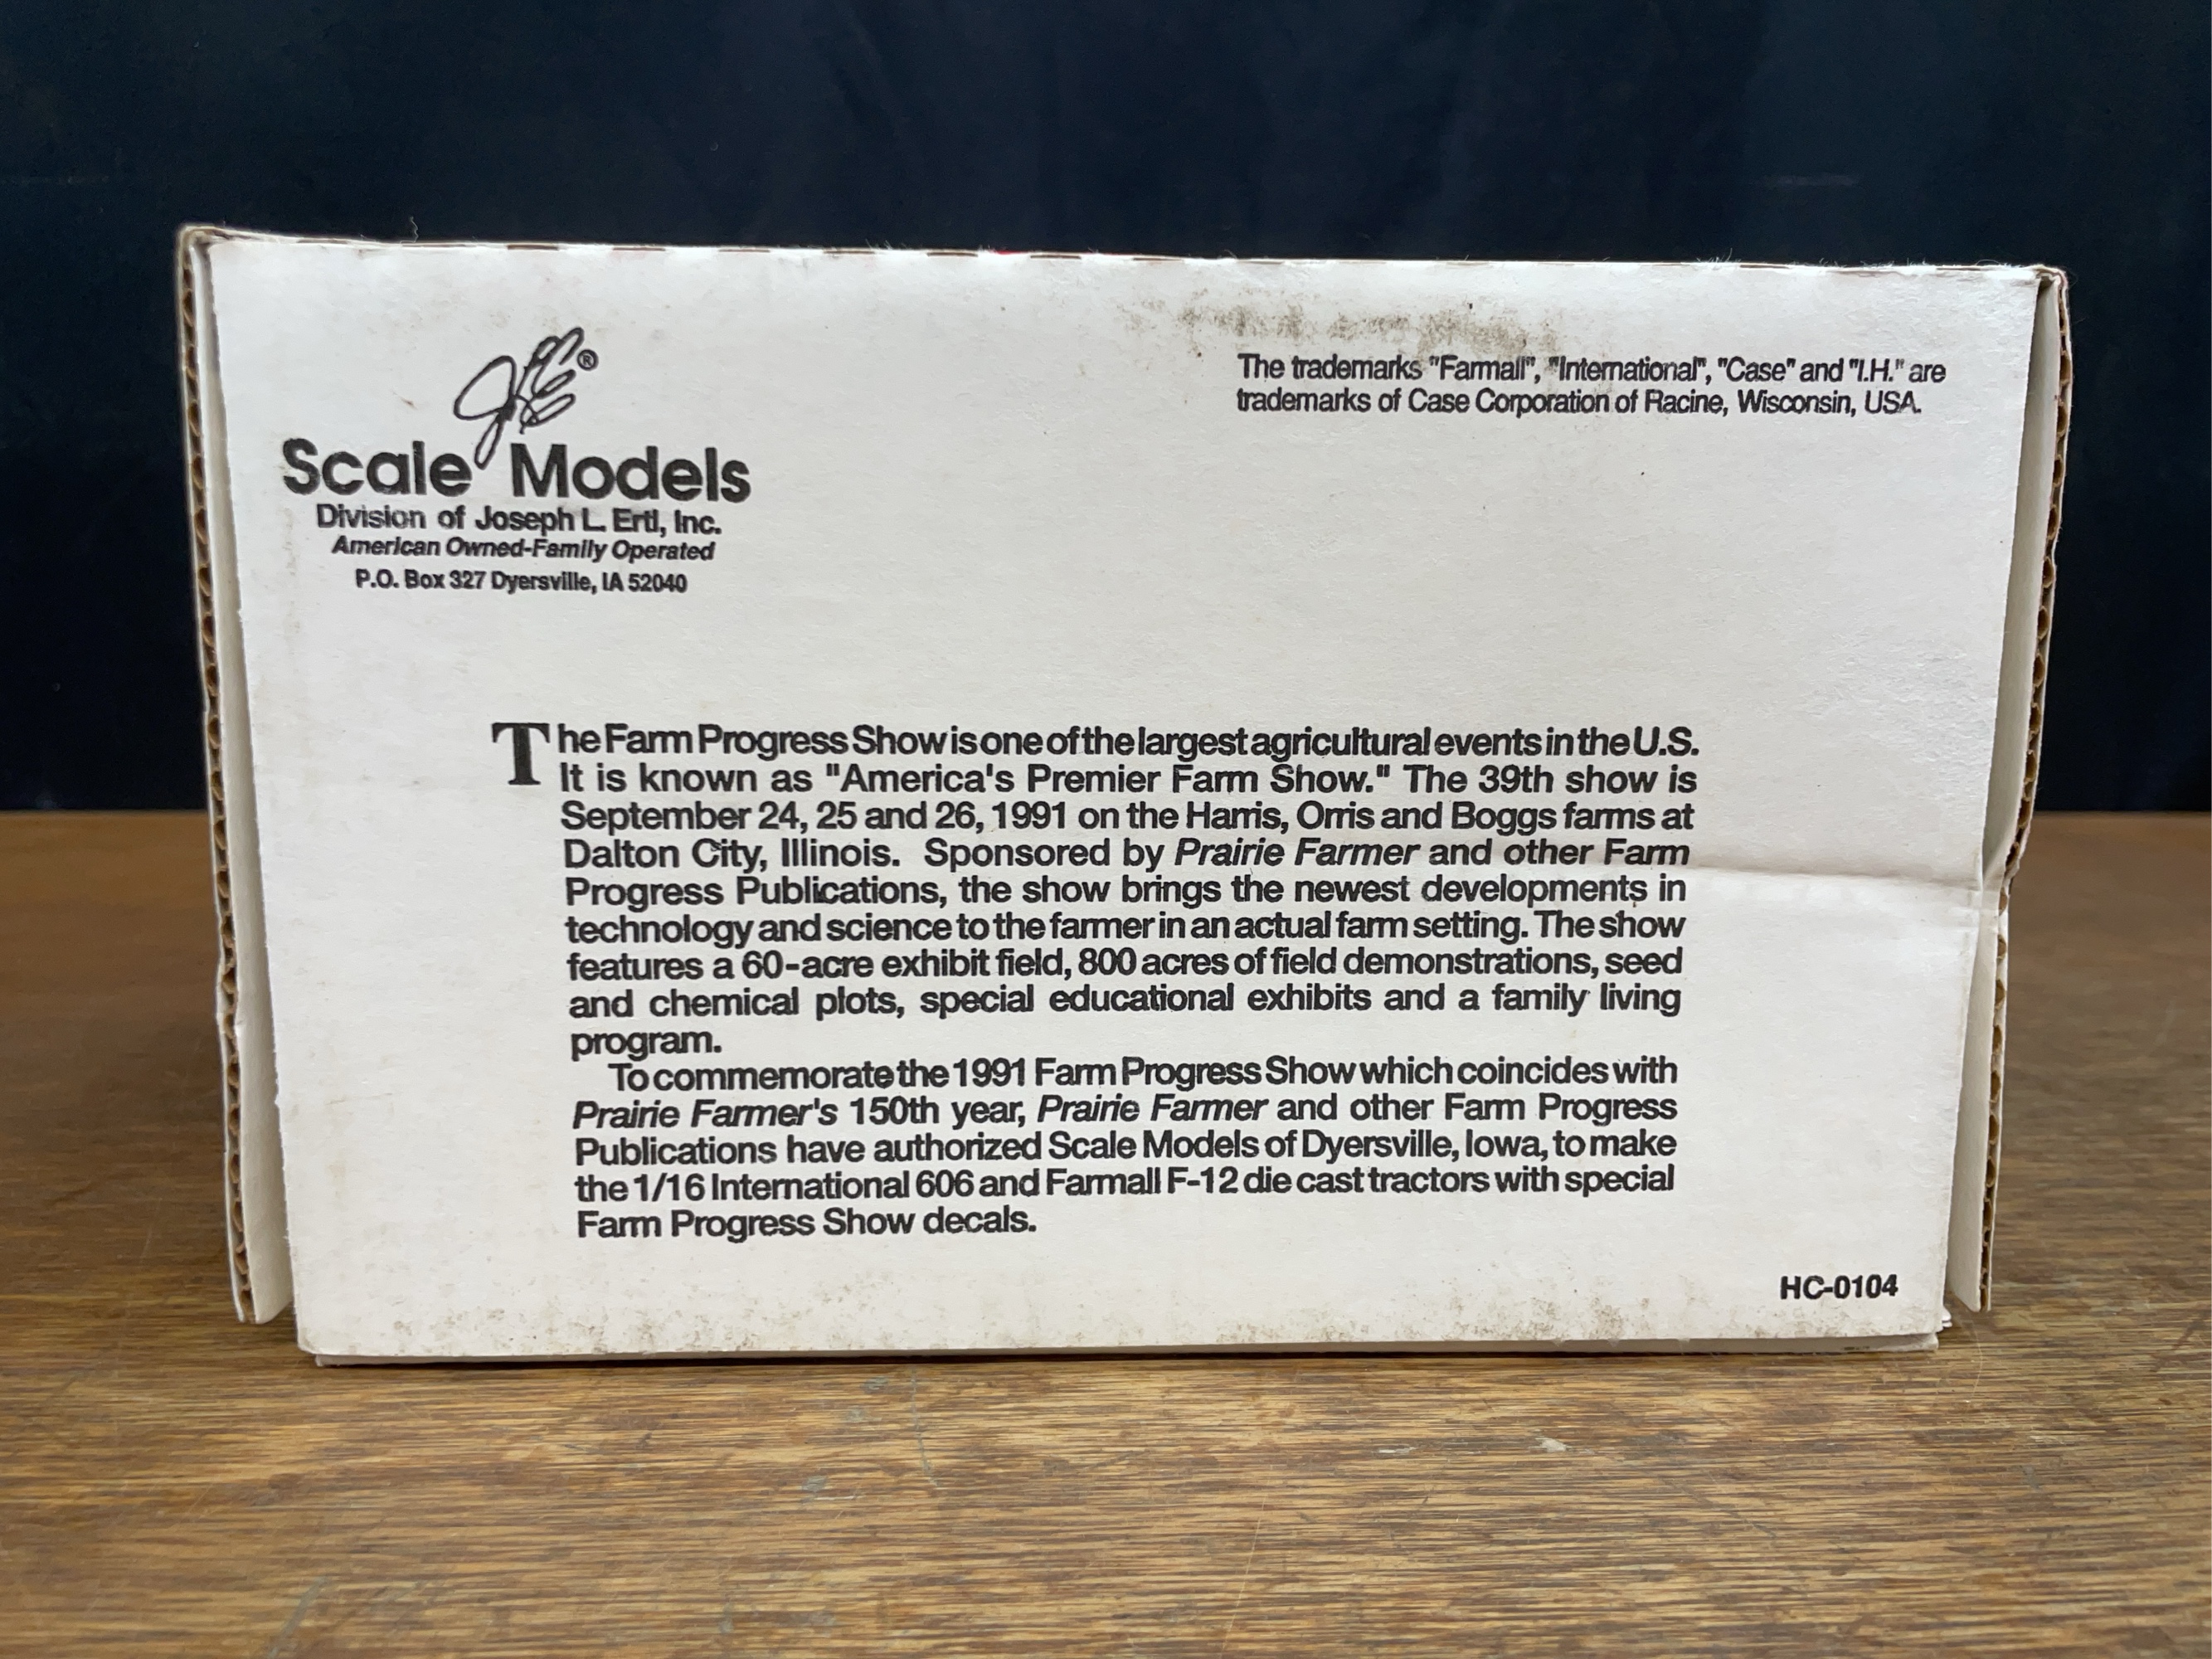 Scale Models
Division of Joseph L. Ertl, Inc.
American Owned-Family Operated
P.O. Box 327 Dyersville, IA 52040
The trademarks "Farmall", "International", "Case" and "I.H." are
trademarks of Case Corporation of Racine, Wisconsin, USA.
The Farm Progress Show is one of the largest agricultural events in the U.S.
It is known as "America's Premier Farm Show." The 39th show is
September 24, 25 and 26, 1991 on the Harris, Orris and Boggs farms at
Dalton City, Illinois. Sponsored by Prairie Farmer and other Farm
Progress Publications, the show brings the newest developments in
technology and science to the farmer in an actual farm setting. The show
features a 60-acre exhibit field, 800 acres of field demonstrations, seed
and chemical plots, special educational exhibits and a family living
program.
To commemorate the 1991 Farm Progress Show which coincides with
Prairie Farmer's 150th year, Prairie Farmer and other Farm Progress
Publications have authorized Scale Models of Dyersville, Iowa, to make
the 1/16 International 606 and Farmall F-12 die cast tractors with special
Farm Progress Show decals.
HC-0104